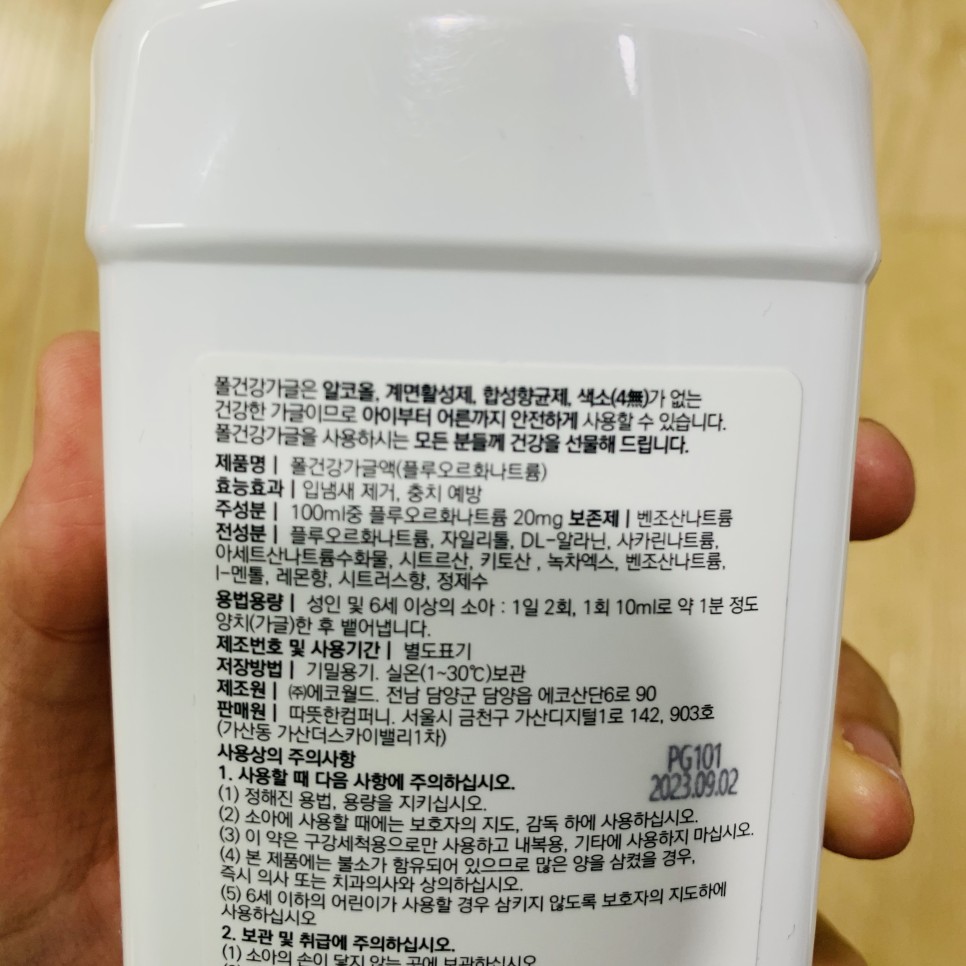 폴건강가글은 알코올, 계면활성제, 합성향균제, 색소(4無)가 없는
건강한 가글이므로 아이부터 어른까지 안전하게 사용할 수 있습니다.
폴건강가글을 사용하시는 모든 분들께 건강을 선물해 드립니다.
제품명 | 폴건강가글액(플루오르화나트륨)
효능효과 | 입냄새 제거, 충치 예방
주성분 | 100ml중 플루오르화나트륨 20mg 보존제 | 벤조산나트륨
전성분 | 플루오르화나트륨, 자일리톨, DL-알라닌, 사카린나트륨,
아세트산나트륨수화물, 시트르산, 키토산 , 녹차엑스, 벤조산나트륨,
l-멘톨, 레몬향, 시트러스향, 정제수
용법용량 | 성인 및 6세 이상의 소아 : 1일 2회, 1회 10ml로 약 1분 정도
양치(가글)한 후 뱉어냅니다.
제조번호 및 사용기간 | 별도표기
저장방법 | 기밀용기. 실온(1~30℃)보관
제조원 | ㈜에코월드. 전남 담양군 담양읍 에코산단6로 90
판매원 | 따뜻한컴퍼니. 서울시 금천구 가산디지털1로 142, 903호
(가산동 가산더스카이밸리1차)
사용상의 주의사항
PG101
2023.09.02
1. 사용할 때 다음 사항에 주의하십시오.
(1) 정해진 용법, 용량을 지키십시오.
(2) 소아에 사용할 때에는 보호자의 지도, 감독 하에 사용하십시오.
(3) 이 약은 구강세척용으로만 사용하고 내복용, 기타에 사용하지 마십시오.
(4) 본 제품에는 불소가 함유되어 있으므로 많은 양을 삼켰을 경우,
즉시 의사 또는 치과의사와 상의하십시오.
(5) 6세 이하의 어린이가 사용할 경우 삼키지 않도록 보호자의 지도하에
사용하십시오
2. 보관 및 취급에 주의하십시오.
(1) 소아의 손이 닿지 않는 곳에 보관하십시오.